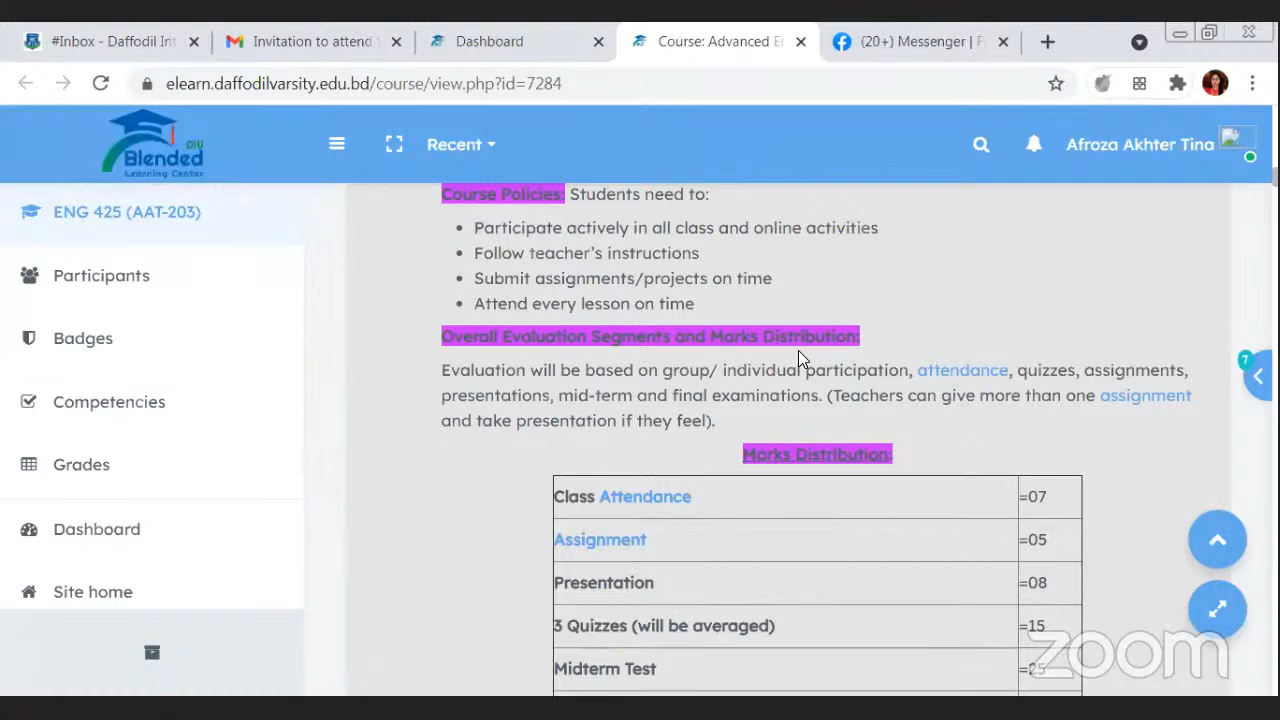 #Inbox - Daffodil Int
Invitation to attend t
Dashboard
Course: Advanced En
(20+) Messenger | F
elearn.daffodilvarsity.edu.bd/course/view.php?id=7284
DIU
Blended
Learning Center
Recent
Afroza Akhter Tina
ENG 425 (AAT-203)
Participants
Badges
Competencies
Grades
Dashboard
Site home
Course Policies: Students need to:
Participate actively in all class and online activities
Follow teacher's instructions
Submit assignments/projects on time
Attend every lesson on time
Overall Evaluation Segments and Marks Distribution:
Evaluation will be based on group/ individual participation, attendance, quizzes, assignments,
presentations, mid-term and final examinations. (Teachers can give more than one assignment
and take presentation if they feel).
Marks Distribution:
Class Attendance =07
Assignment =05
Presentation =08
3 Quizzes (will be averaged) =15
Midterm Test =25
7
zoom